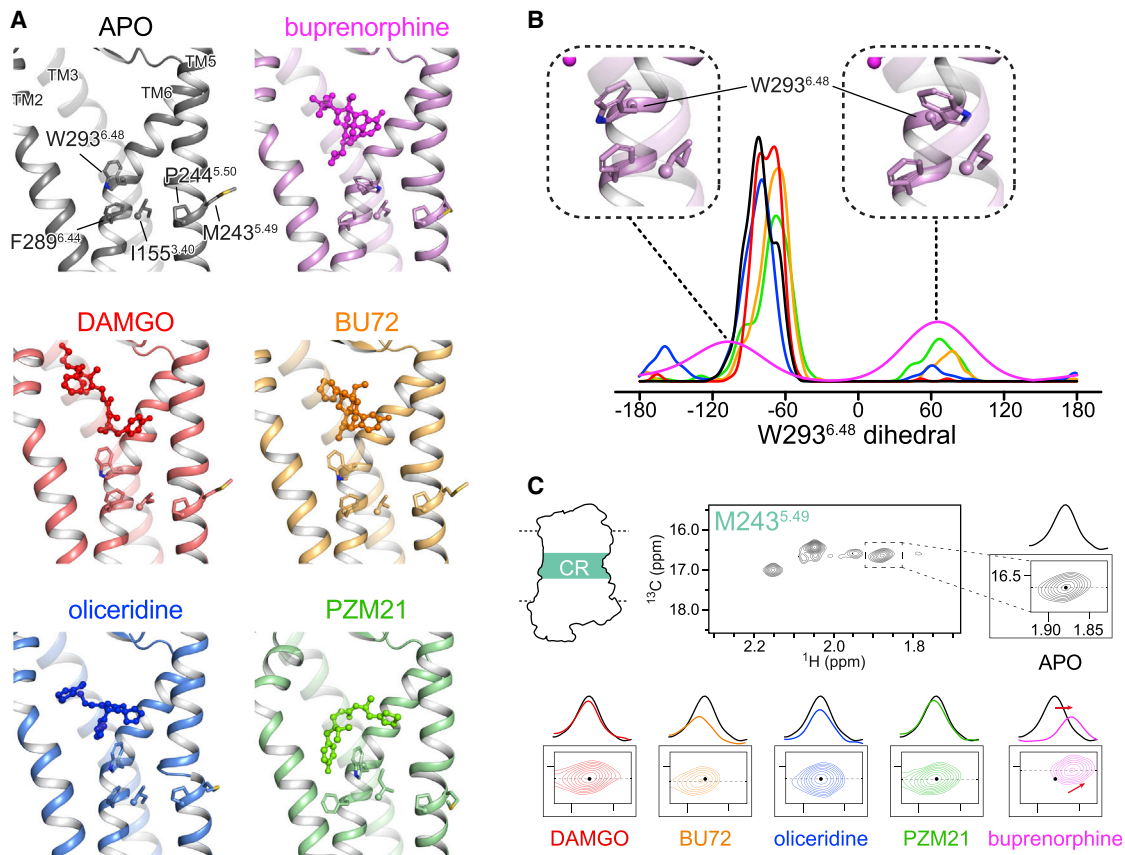 A
APO
buprenorphine
TM5
TM3
TM6
TM2
W293^6.48
P244^5.50
F289^6.44
I155^3.40
M243^5.49
DAMGO
BU72
oliceridine
PZM21
B
W293^6.48
-180 -120 -60 0 60 120 180
W293^6.48 dihedral
C
CR
M243^5.49
16.0
17.0
18.0
13C (ppm)
2.2 2.0 1.8
1H (ppm)
16.5
1.90 1.85
APO
DAMGO BU72 oliceridine PZM21 buprenorphine